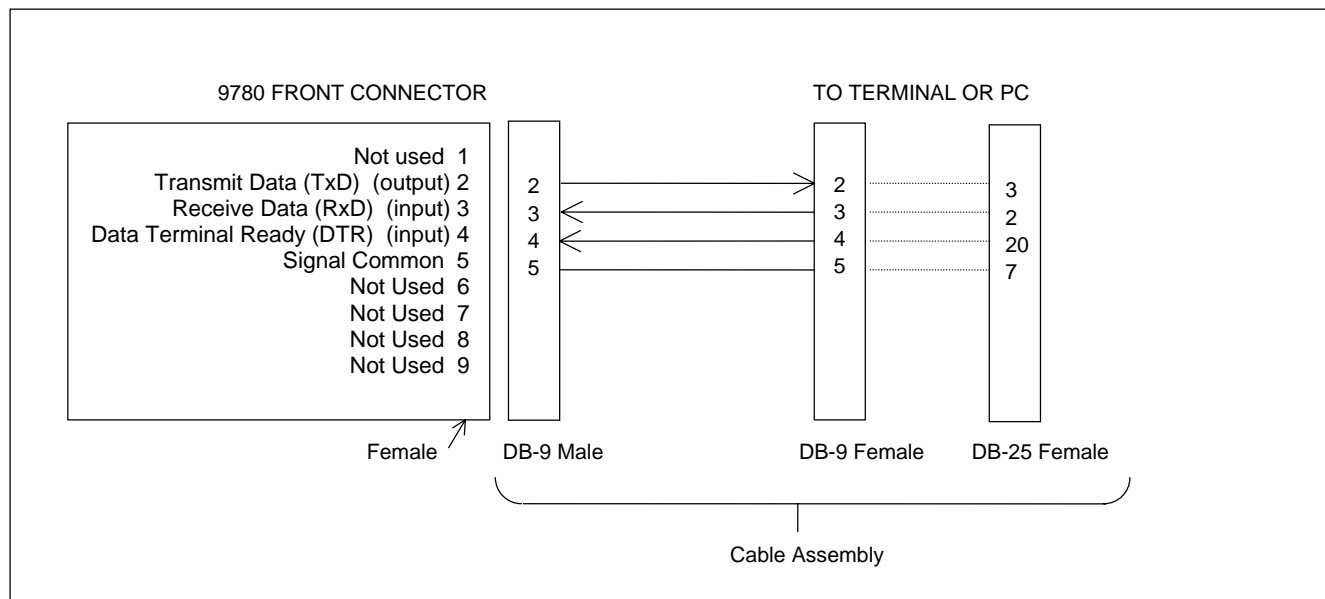 9780 FRONT CONNECTOR
TO TERMINAL OR PC
Not used 1
Transmit Data (TxD) (output) 2
Receive Data (RxD) (input) 3
Data Terminal Ready (DTR) (input) 4
Signal Common 5
Not Used 6
Not Used 7
Not Used 8
Not Used 9
2 2 3
3 3 2
4 4 20
5 5 7
Female
DB-9 Male
DB-9 Female
DB-25 Female
Cable Assembly